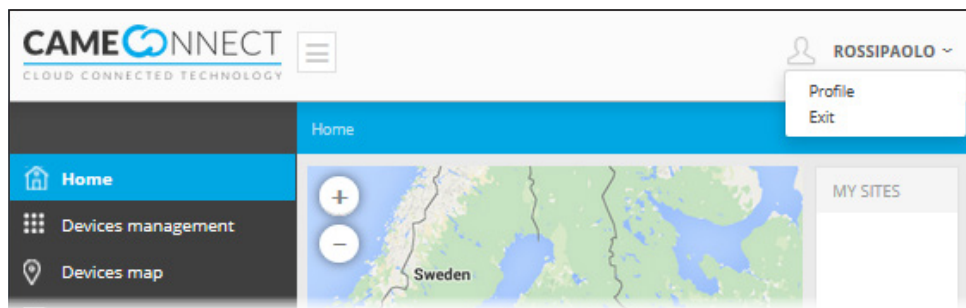 CAMECONNECT
CLOUD CONNECTED TECHNOLOGY
ROSSIPAOLO
Profile
Exit
Home
Home
Devices management
Devices map
MY SITES
Sweden